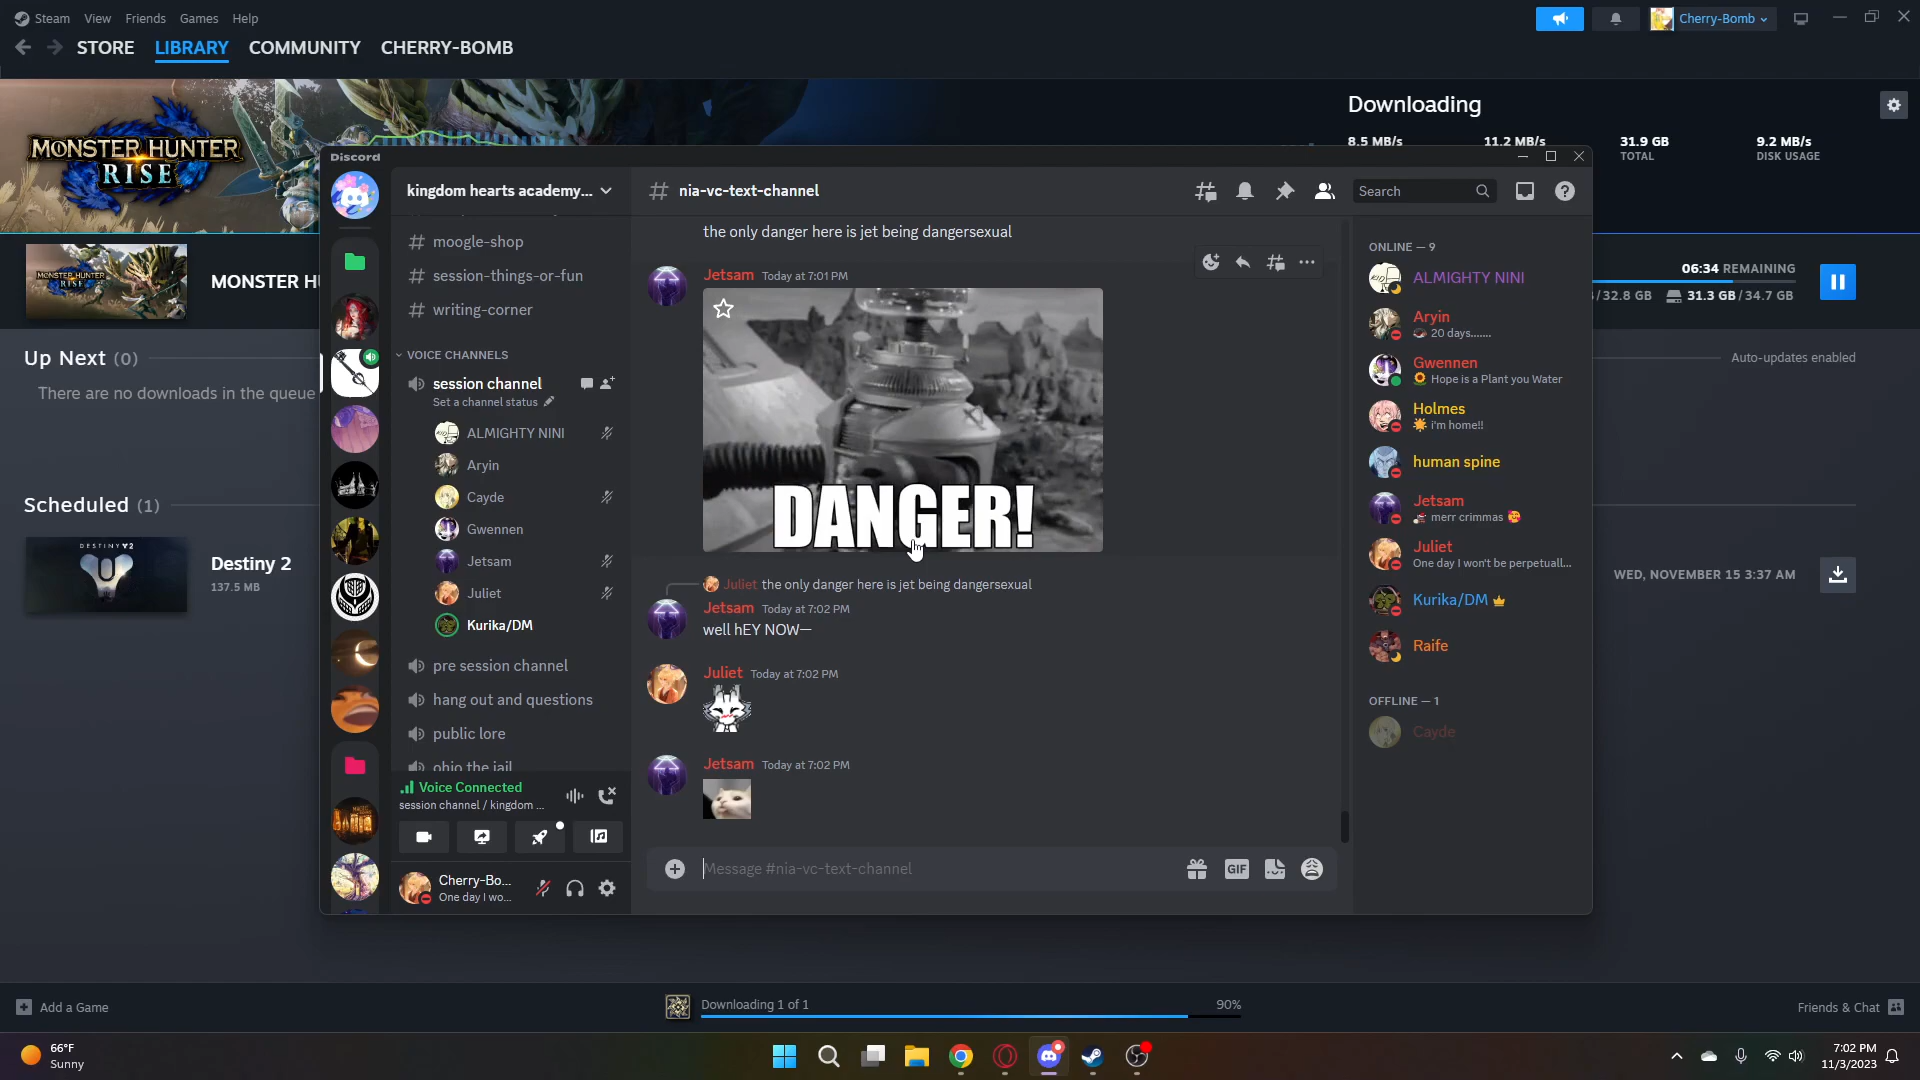 Steam View Friends Games Help
Cherry-Bomb
STORE LIBRARY COMMUNITY CHERRY-BOMB
MONSTER HUNTER
RISE
Downloading
8.5 MB/s 11.2 MB/s 31.9 GB 9.2 MB/s
TOTAL DISK USAGE
MONSTER H
06:34 REMAINING
/32.8 GB 31.3 GB/34.7 GB
Up Next (0)
Auto-updates enabled
There are no downloads in the queue
Scheduled (1)
DESTINY 2
Destiny 2
137.5 MB
WED, NOVEMBER 15 3:37 AM
Discord
kingdom hearts academy...
# nia-vc-text-channel
Search
# moogle-shop
# session-things-or-fun
# writing-corner
VOICE CHANNELS
session channel
Set a channel status
ALMIGHTY NINI
Aryin
Cayde
Gwennen
Jetsam
Juliet
Kurika/DM
pre session channel
hang out and questions
public lore
ohio the jail
Voice Connected
session channel / kingdom ...
Cherry-Bo...
One day I wo...
the only danger here is jet being dangersexual
Jetsam Today at 7:01 PM
DANGER!
Juliet the only danger here is jet being dangersexual
Jetsam Today at 7:02 PM
well hEY NOW—
Juliet Today at 7:02 PM
Jetsam Today at 7:02 PM
Message #nia-vc-text-channel
GIF
ONLINE — 9
ALMIGHTY NINI
Aryin
20 days.......
Gwennen
Hope is a Plant you Water
Holmes
i'm home!!
human spine
Jetsam
merr crimmas
Juliet
One day I won't be perpetuall...
Kurika/DM
Raife
OFFLINE — 1
Cayde
Add a Game
Downloading 1 of 1 90%
Friends & Chat
66°F
Sunny
7:02 PM
11/3/2023